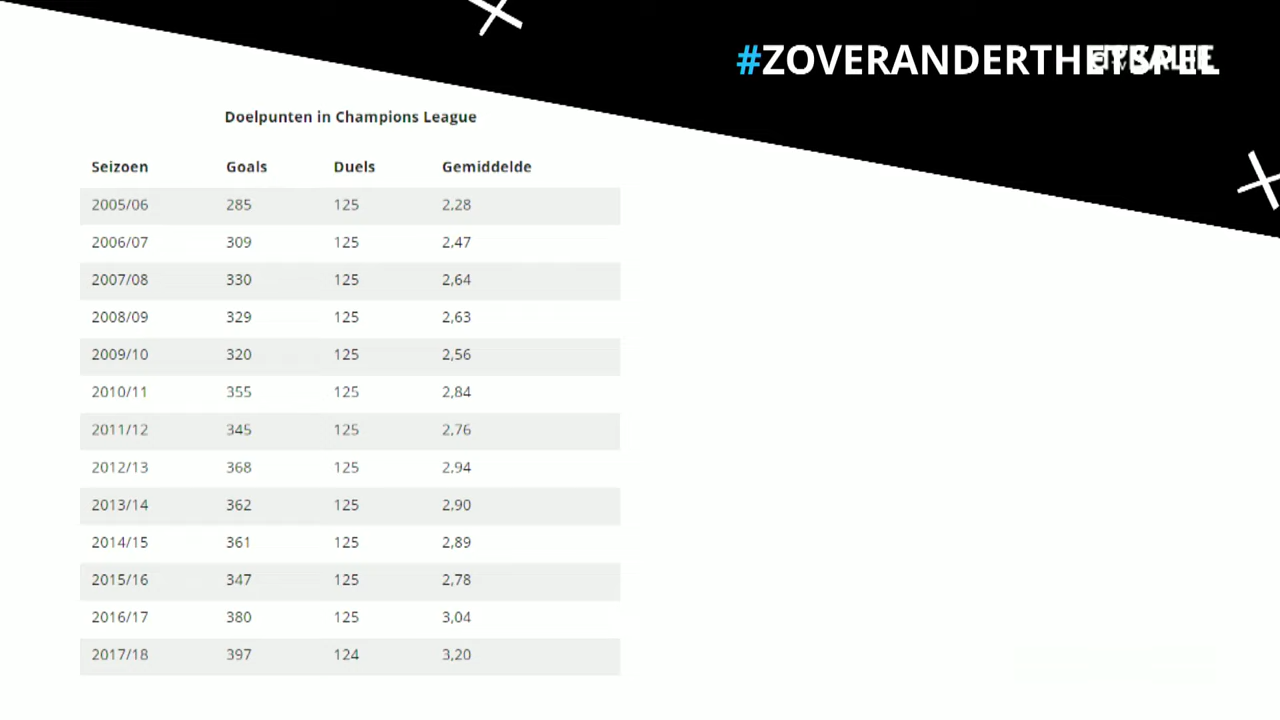 #ZOVERANDERTHETSPEL
Doelpunten in Champions League
Seizoen Goals Duels Gemiddelde
2005/06 285 125 2,28
2006/07 309 125 2,47
2007/08 330 125 2,64
2008/09 329 125 2,63
2009/10 320 125 2,56
2010/11 355 125 2,84
2011/12 345 125 2,76
2012/13 368 125 2,94
2013/14 362 125 2,90
2014/15 361 125 2,89
2015/16 347 125 2,78
2016/17 380 125 3,04
2017/18 397 124 3,20